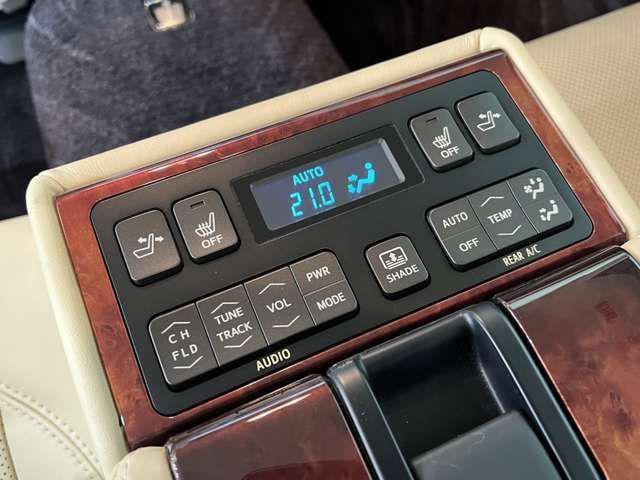 AUTO
21.0
OFF
OFF
AUTO
OFF
TEMP
REAR A/C
SHADE
PWR
MODE
VOL
TUNE
TRACK
CH
FLD
AUDIO